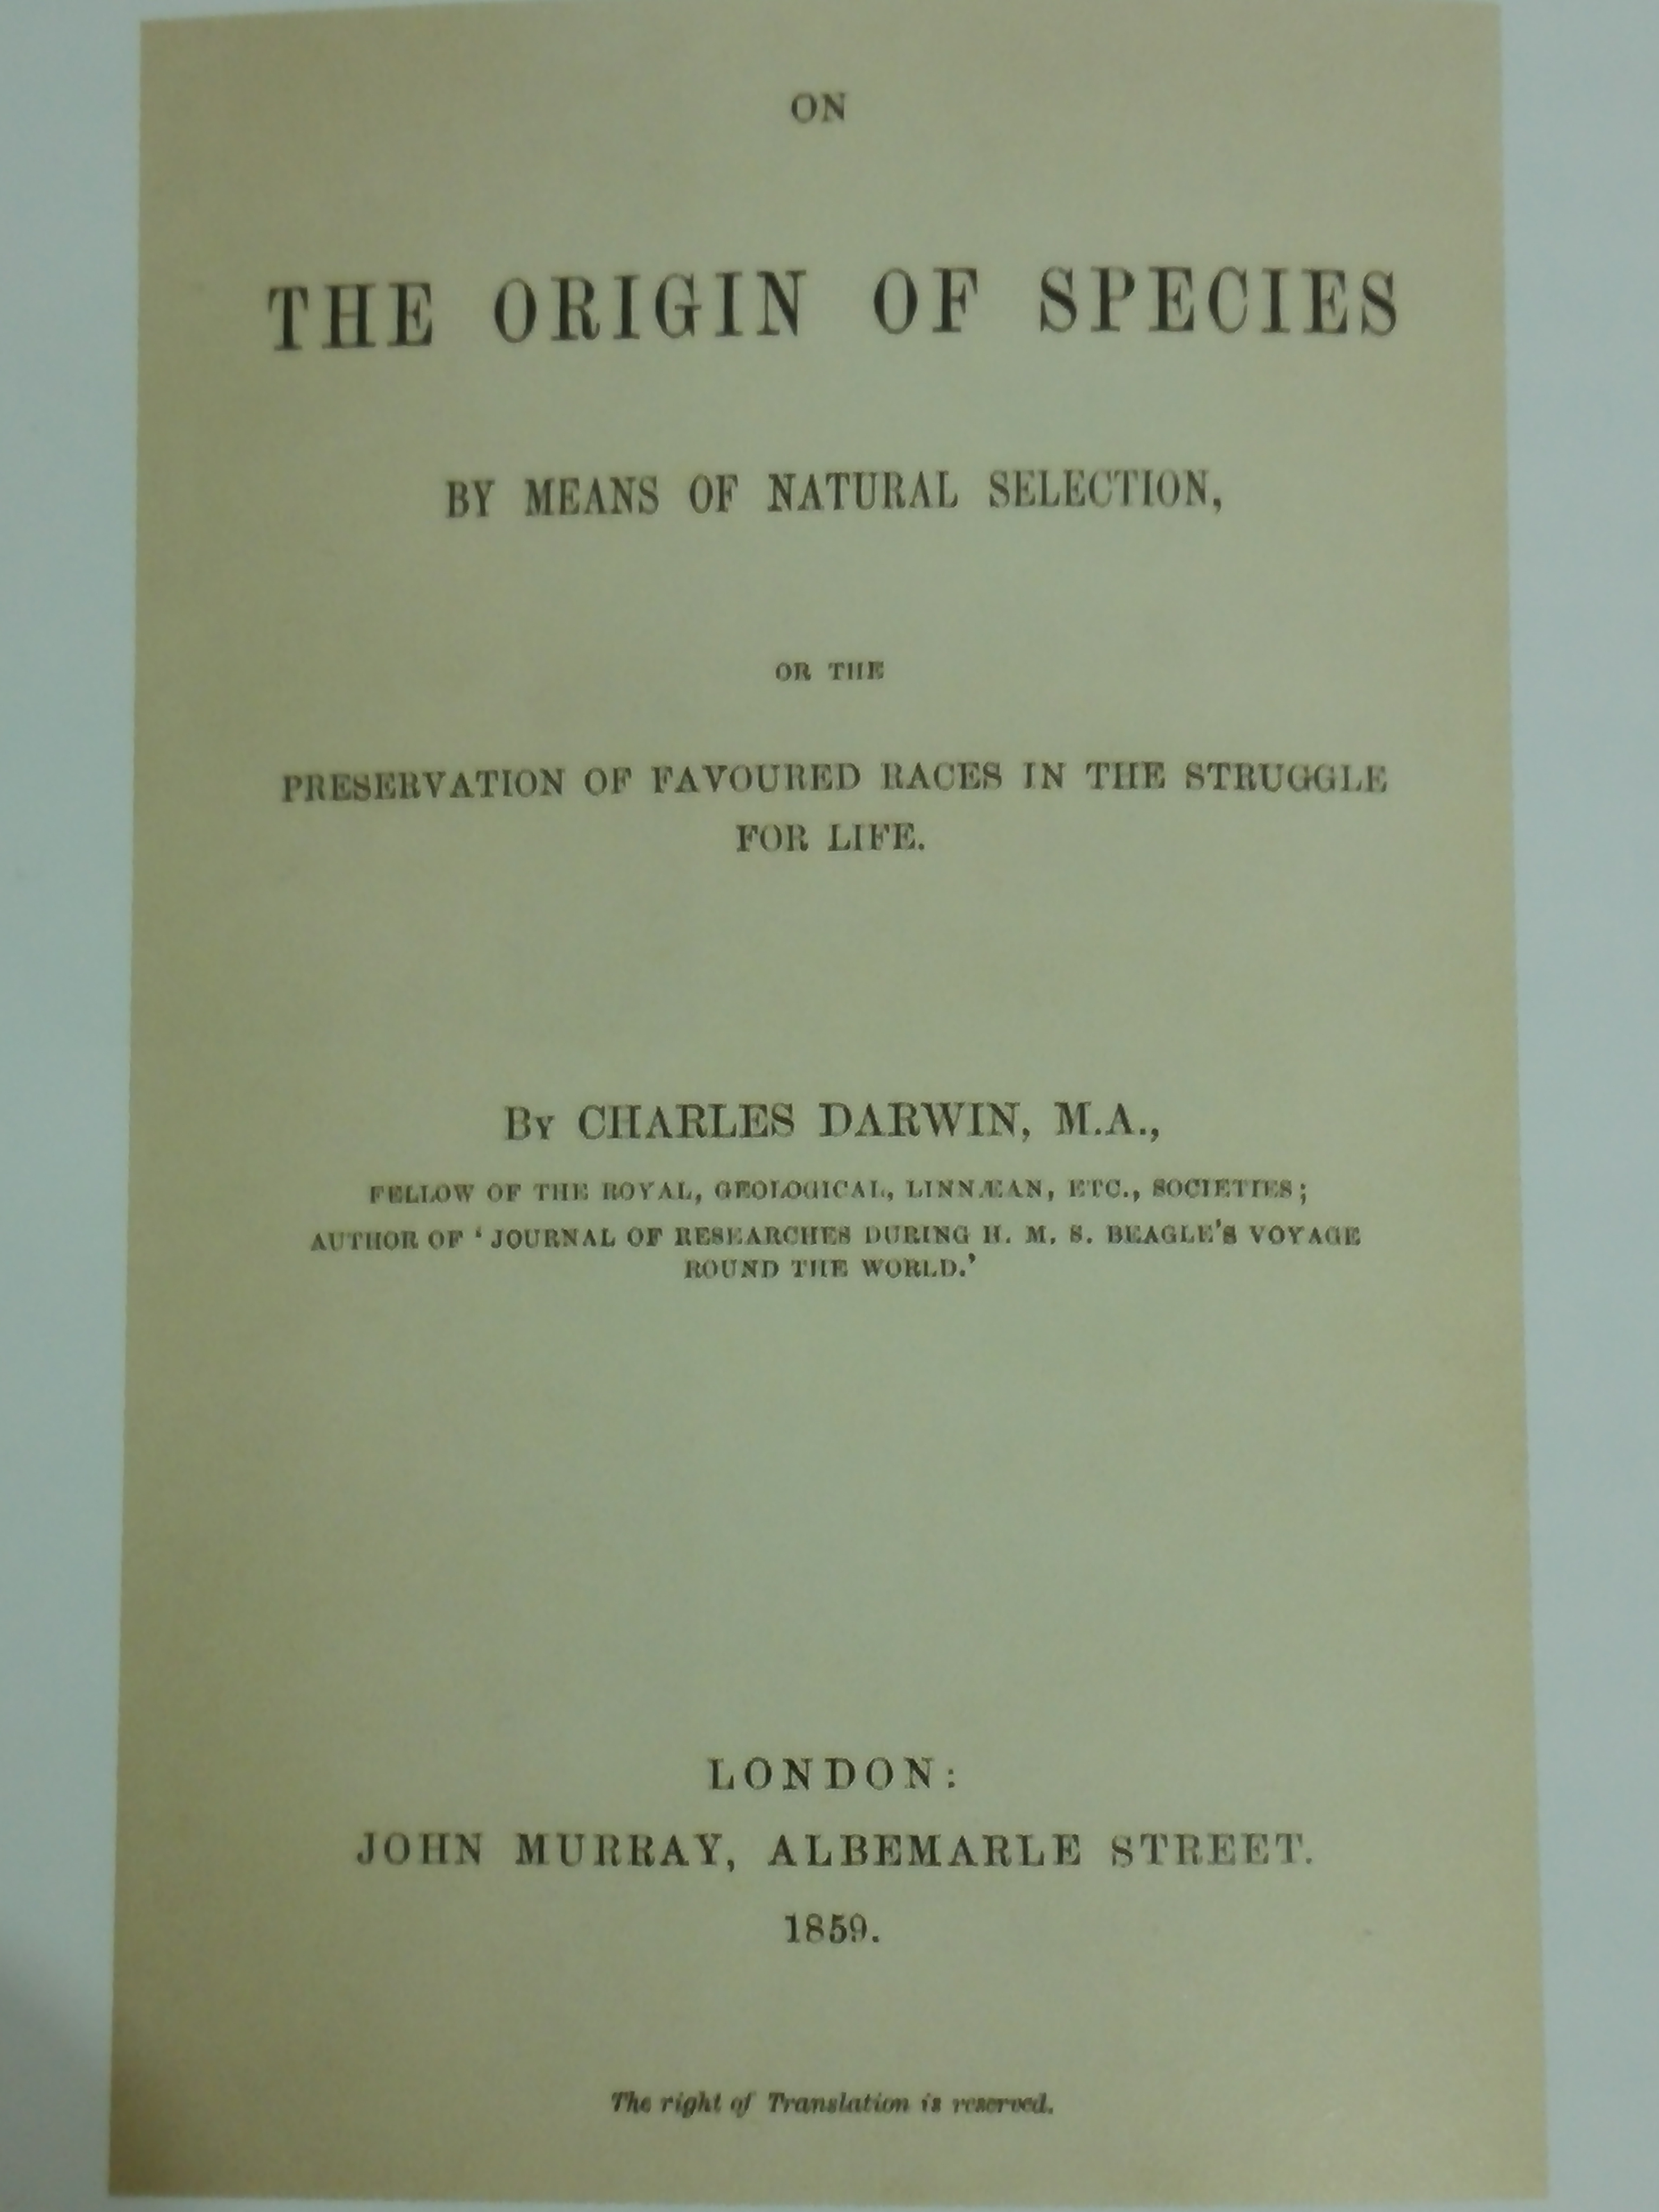 ON
THE ORIGIN OF SPECIES
BY MEANS OF NATURAL SELECTION,
OR THE
PRESERVATION OF FAVOURED RACES IN THE STRUGGLE
FOR LIFE.
By CHARLES DARWIN, M.A.,
FELLOW OF THE ROYAL, GEOLOGICAL, LINNÆAN, ETC., SOCIETIES;
AUTHOR OF ‘JOURNAL OF RESEARCHES DURING H. M. S. BEAGLE’S VOYAGE
ROUND THE WORLD.’
LONDON:
JOHN MURRAY, ALBEMARLE STREET.
1859.
The right of Translation is reserved.